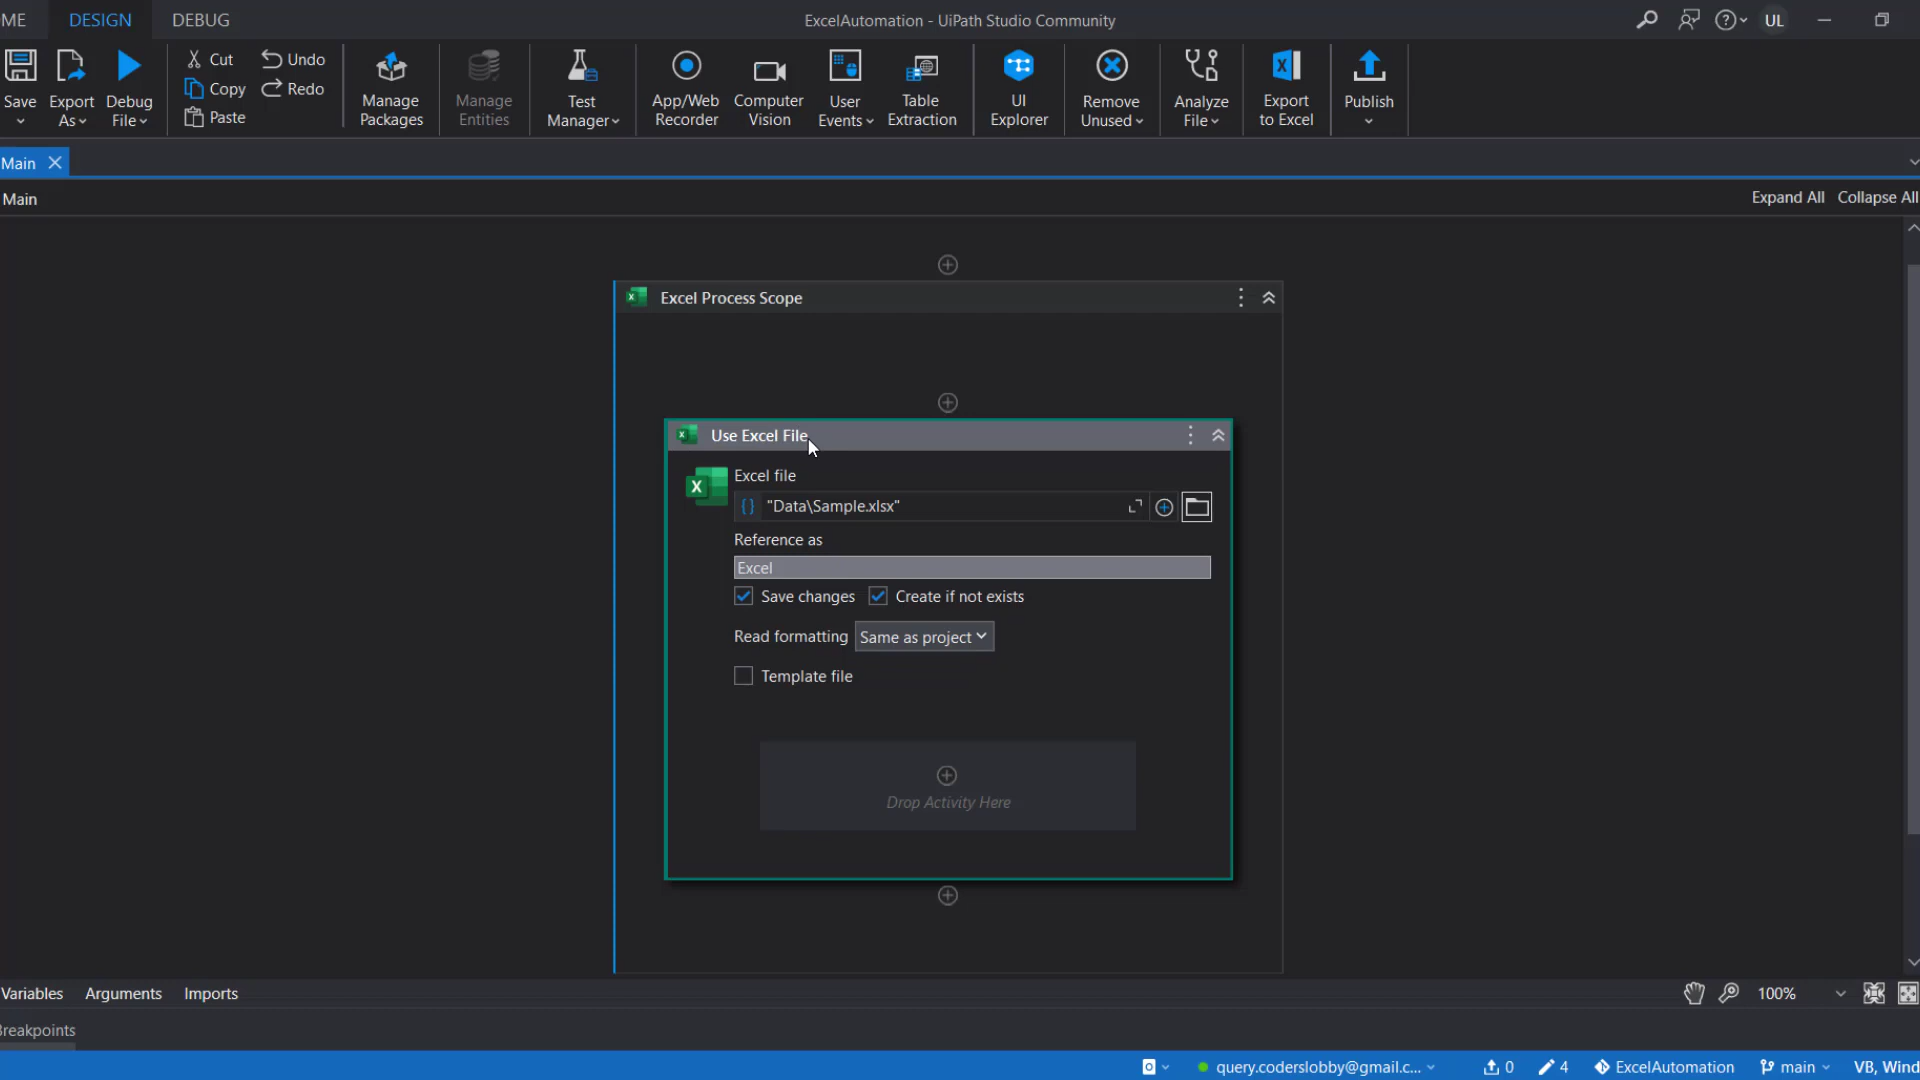 ME DESIGN DEBUG ExcelAutomation - UiPath Studio Community UL
Cut Undo
Copy Redo
Paste
Save
Export As
Debug File
Manage Packages
Manage Entities
Test Manager
App/Web Recorder
Computer Vision
User Events
Table Extraction
UI Explorer
Remove Unused
Analyze File
Export to Excel
Publish
Main
Main Expand All Collapse All
Excel Process Scope
Use Excel File
Excel file
"Data\Sample.xlsx"
Reference as
Excel
Save changes Create if not exists
Read formatting Same as project
Template file
Drop Activity Here
Variables Arguments Imports 100%
Breakpoints
query.coderslobby@gmail.c... 0 4 ExcelAutomation main VB, Wind